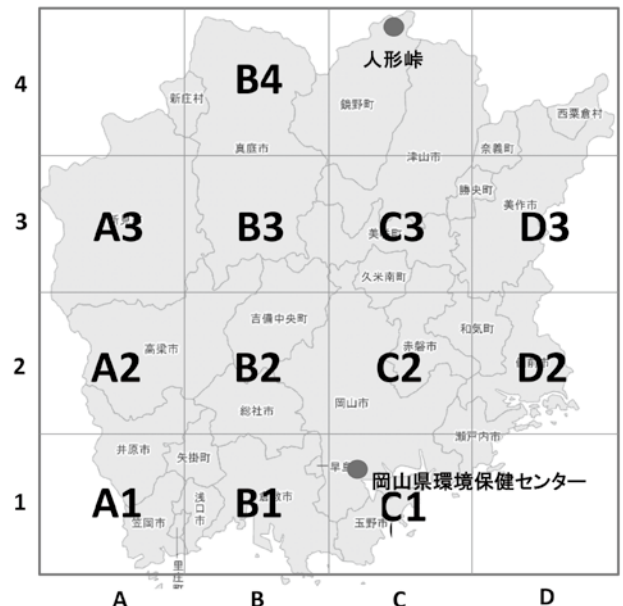 人形峠
4
B4
新庄村
鏡野町
西粟倉村
真庭市
津山市
奈義町
勝央町
美作市
3
A3
B3
C3
D3
久米南町
吉備中央町
和気町
高梁市
赤磐市
2
A2
B2
C2
D2
岡山市
総社市
瀬戸内市
井原市
矢掛町
早島
岡山県環境保健センター
1
A1
B1
C1
浅口市
笠岡市
玉野市
里庄町
A
B
C
D